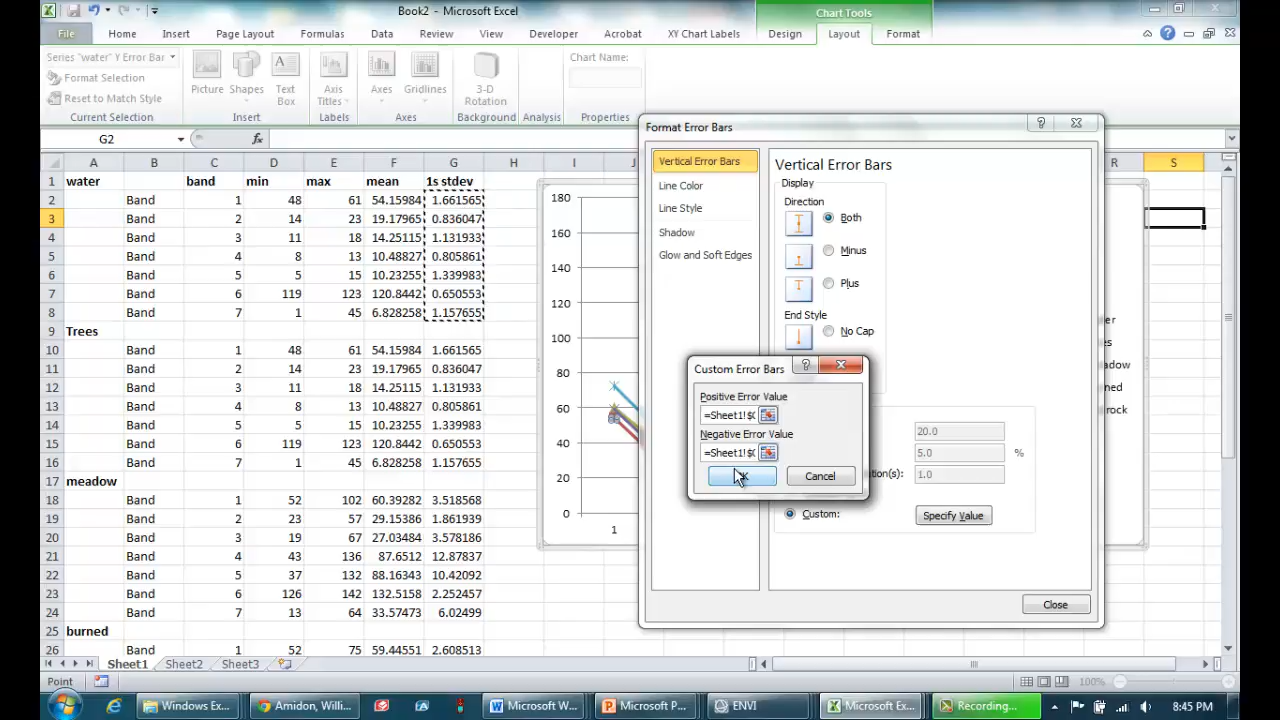 Book2 - Microsoft Excel
Chart Tools
File Home Insert Page Layout Formulas Data Review View Developer Acrobat XY Chart Labels Design Layout Format
Series "water" Y Error Bar
Format Selection
Reset to Match Style
Current Selection
Picture Shapes Text Box
Insert
Axis Titles
Labels
Axes Gridlines
Axes
3-D Rotation
Background
Analysis
Chart Name:
Properties
G2 fx
A B C D E F G H I J R S
1 water band min max mean 1s stdev
2 Band 1 48 61 54.15984 1.661565
3 Band 2 14 23 19.17965 0.836047
4 Band 3 11 18 14.25115 1.131933
5 Band 4 8 13 10.48827 0.805861
6 Band 5 5 15 10.23255 1.339983
7 Band 6 119 123 120.8442 0.650553
8 Band 7 1 45 6.828258 1.157655
9 Trees
10 Band 1 48 61 54.15984 1.661565
11 Band 2 14 23 19.17965 0.836047
12 Band 3 11 18 14.25115 1.131933
13 Band 4 8 13 10.48827 0.805861
14 Band 5 5 15 10.23255 1.339983
15 Band 6 119 123 120.8442 0.650553
16 Band 7 1 45 6.828258 1.157655
17 meadow
18 Band 1 52 102 60.39282 3.518568
19 Band 2 23 57 29.15386 1.861939
20 Band 3 19 67 27.03484 3.578186
21 Band 4 43 136 87.6512 12.87837
22 Band 5 37 132 88.16343 10.42092
23 Band 6 126 142 132.5158 2.252457
24 Band 7 13 64 33.57473 6.02499
25 burned
26 Band 1 52 75 59.44551 2.608513
180
160
140
120
100
80
60
40
20
0
1
er
es
adow
ned
rock
Format Error Bars
Vertical Error Bars
Line Color
Line Style
Shadow
Glow and Soft Edges
Vertical Error Bars
Display
Direction
Both
Minus
Plus
End Style
No Cap
20.0
5.0 %
tion(s): 1.0
Custom: Specify Value
Close
Custom Error Bars
Positive Error Value
=Sheet1!$(
Negative Error Value
=Sheet1!$(
Cancel
Sheet1 Sheet2 Sheet3
Point 100%
Windows Ex... Amidon, Willi... Microsoft W... Microsoft P... ENVI Microsoft Ex... Recording... 8:45 PM